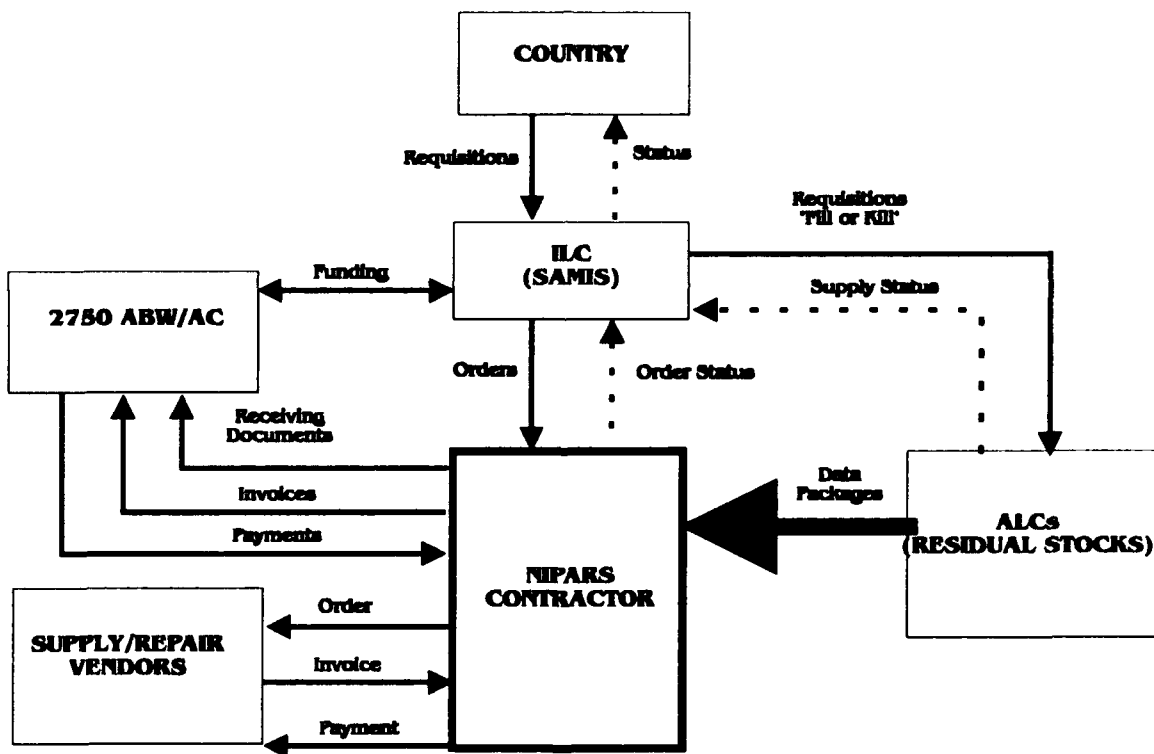 COUNTRY
Requisitions
Status
Requisitions
"Fill or Kill"
ILC
(SAMIS)
Funding
Supply Status
2750 ABW/AC
Orders
Order Status
Receiving
Documents
Data
Packages
Invoices
ALCs
(RESIDUAL STOCKS)
Payments
NIPARS
CONTRACTOR
Order
SUPPLY/REPAIR
VENDORS
Invoice
Payment